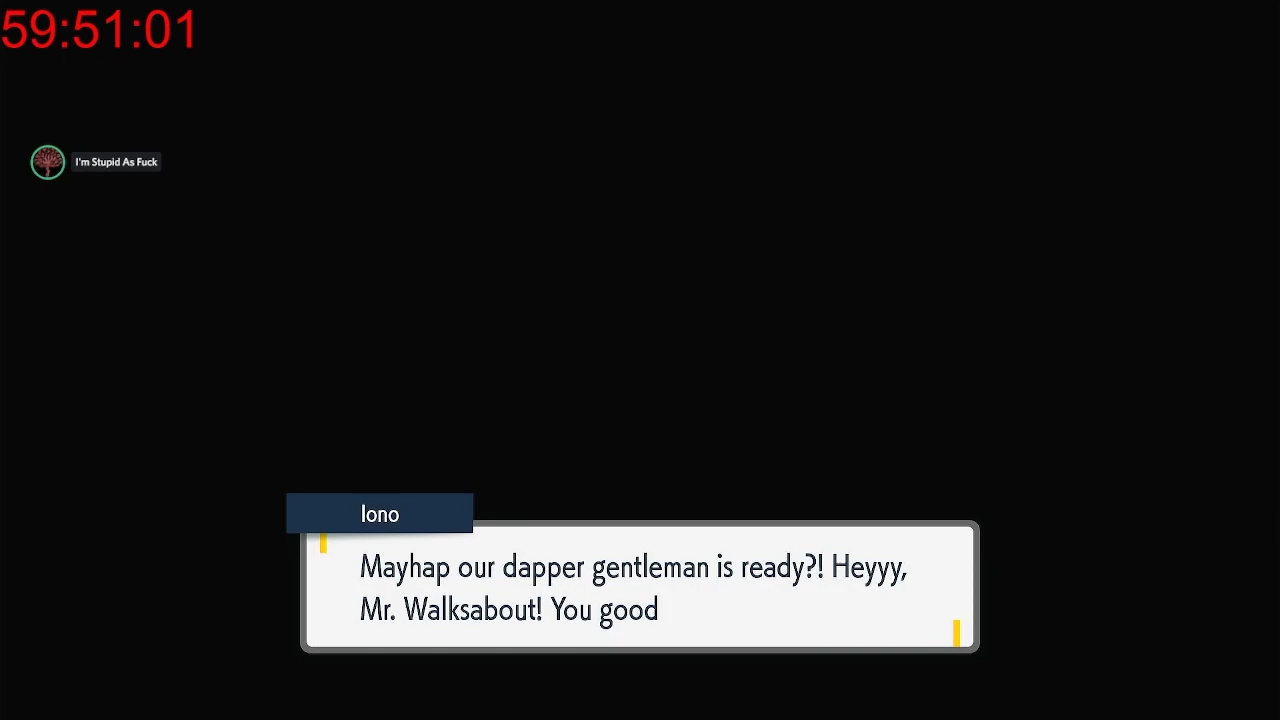 59:51:01
I'm Stupid As Fuck
Iono
Mayhap our dapper gentleman is ready?! Heyyy,
Mr. Walksabout! You good